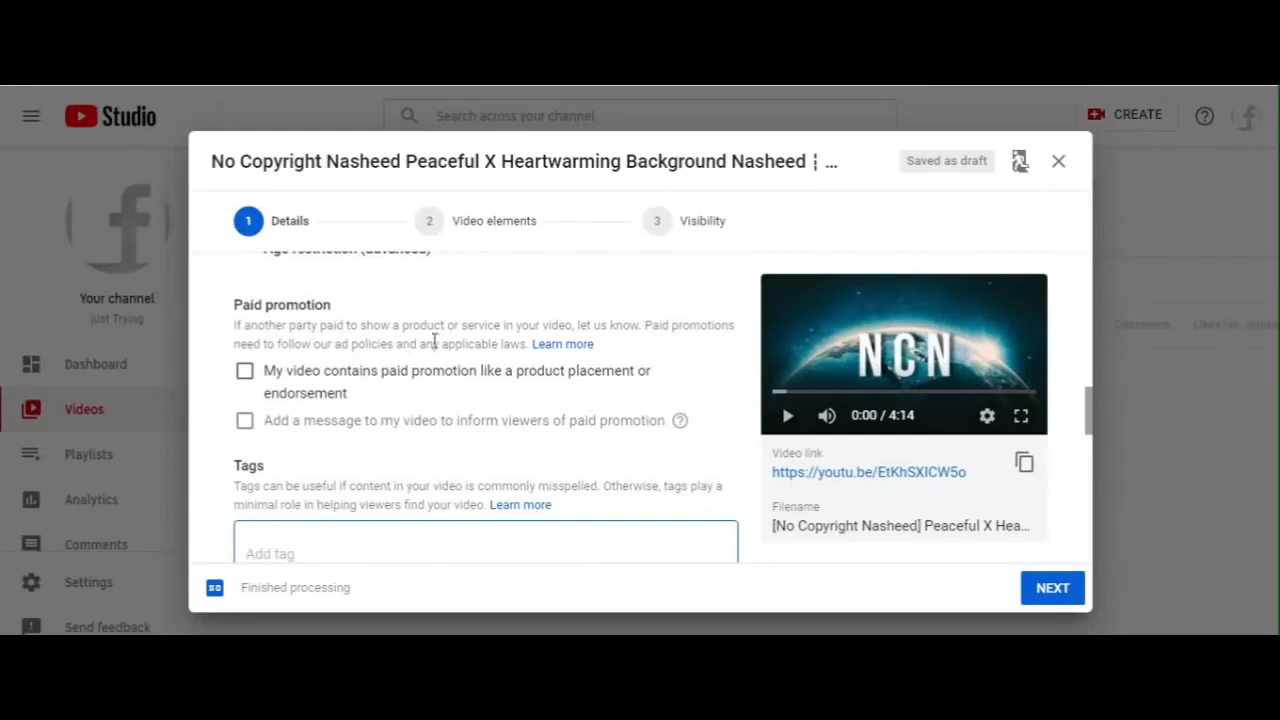 Studio
Search across your channel
CREATE
No Copyright Nasheed Peaceful X Heartwarming Background Nasheed ¦ ...
Saved as draft
1 Details
2 Video elements
3 Visibility
Your channel
Just Trying
Dashboard
Videos
Playlists
Analytics
Comments
Settings
Send feedback
Age restriction (advanced)
Paid promotion
If another party paid to show a product or service in your video, let us know. Paid promotions
need to follow our ad policies and any applicable laws. Learn more
My video contains paid promotion like a product placement or
endorsement
Add a message to my video to inform viewers of paid promotion
Tags
Tags can be useful if content in your video is commonly misspelled. Otherwise, tags play a
minimal role in helping viewers find your video. Learn more
Add tag
NCN
0:00 / 4:14
Video link
https://youtu.be/EtKhSXICW5o
Filename
[No Copyright Nasheed] Peaceful X Hea...
Comments
SD
Finished processing
NEXT